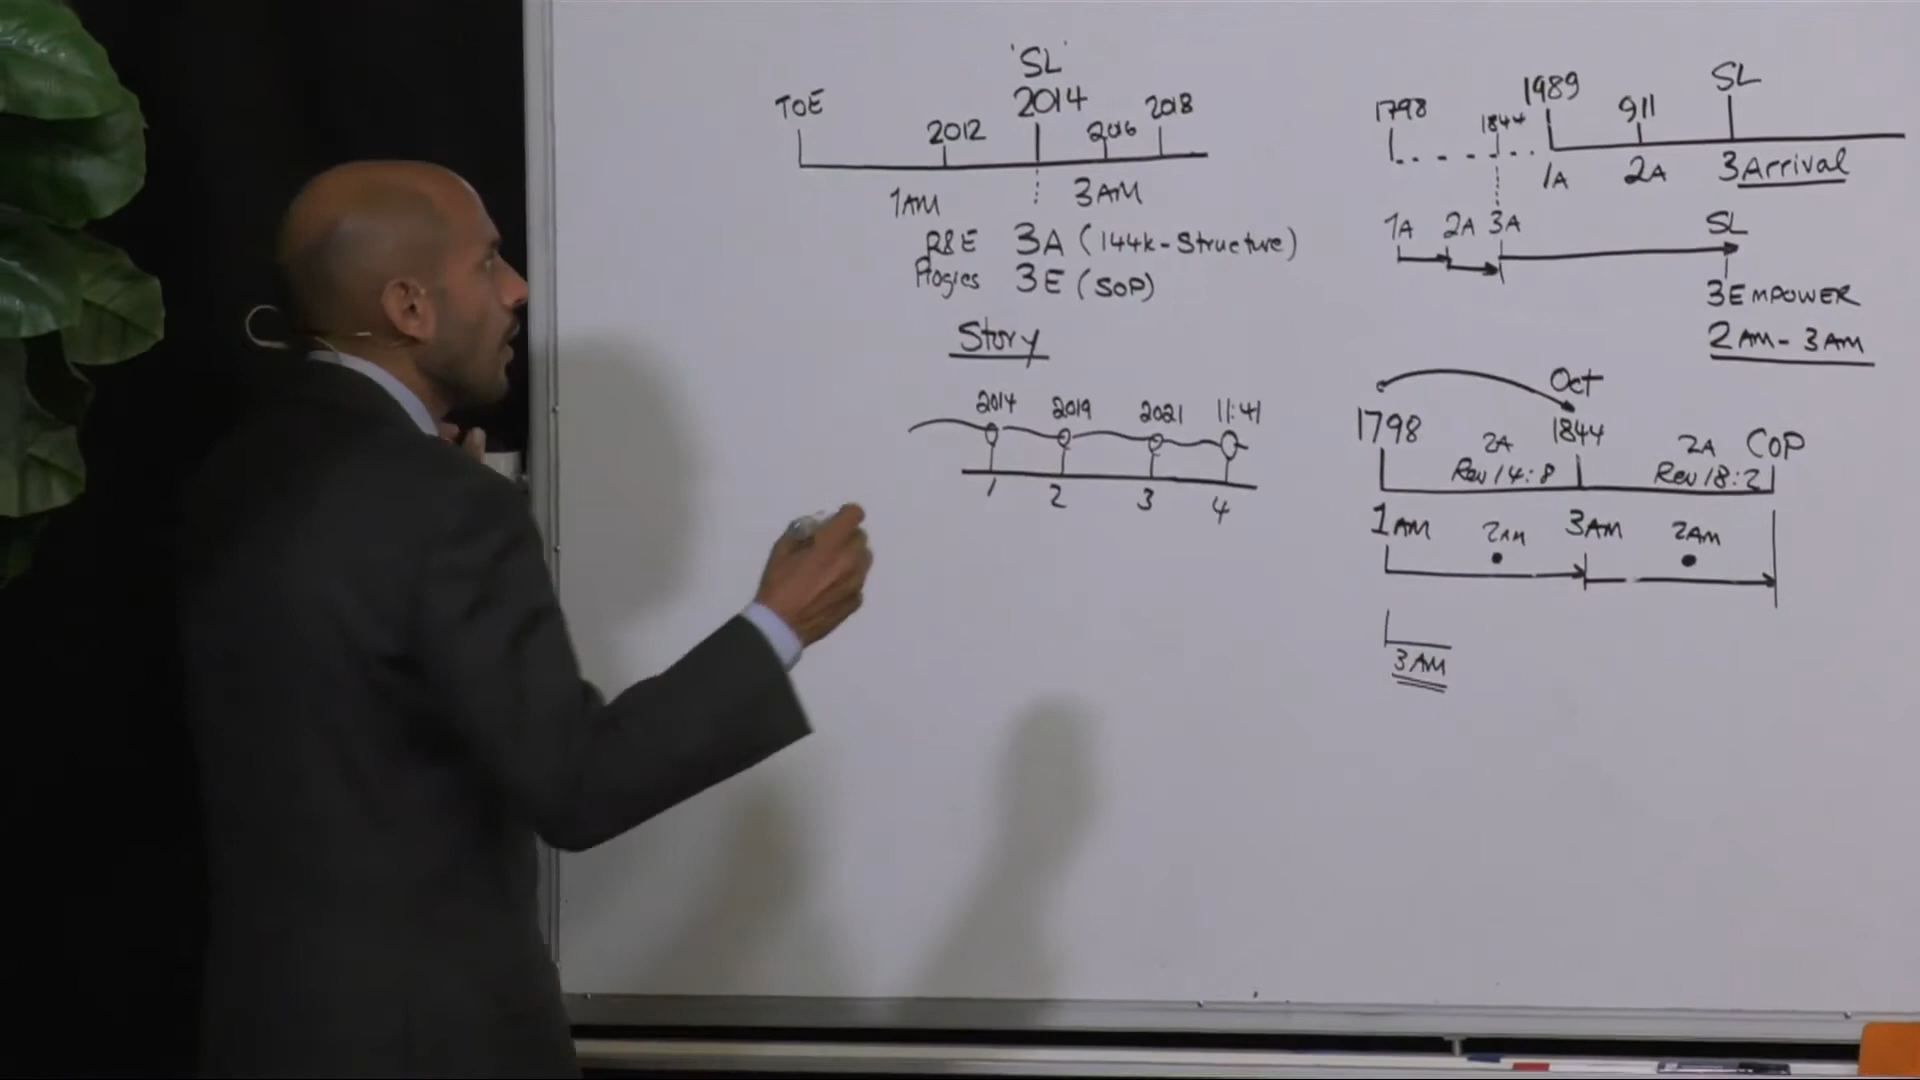 'SL'
TOE 2012 2014 2016 2018
1AM 3AM
R&E 3A (144k-Structure)
3E (SOP)
Story
2014 2019 2021 11:41
1 2 3 4
1798 1844 1989 911 SL
1A 2A 3Arrival
1A 2A 3A SL
3EMPOWER
2AM-3AM
Oct
1798 2A 1844 2A COP
Rev 14:8 Rev 18:2
1AM 2AM 3AM 2AM
3AM